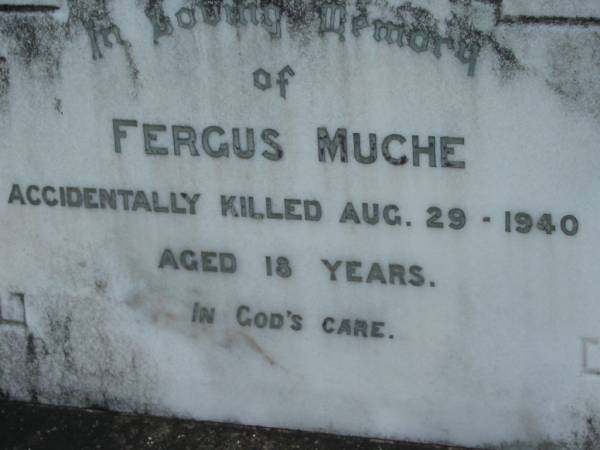 In Loving Memory
of
FERGUS MUCHE
ACCIDENTALLY KILLED AUG. 29 - 1940
AGED 18 YEARS.
IN GOD'S CARE.